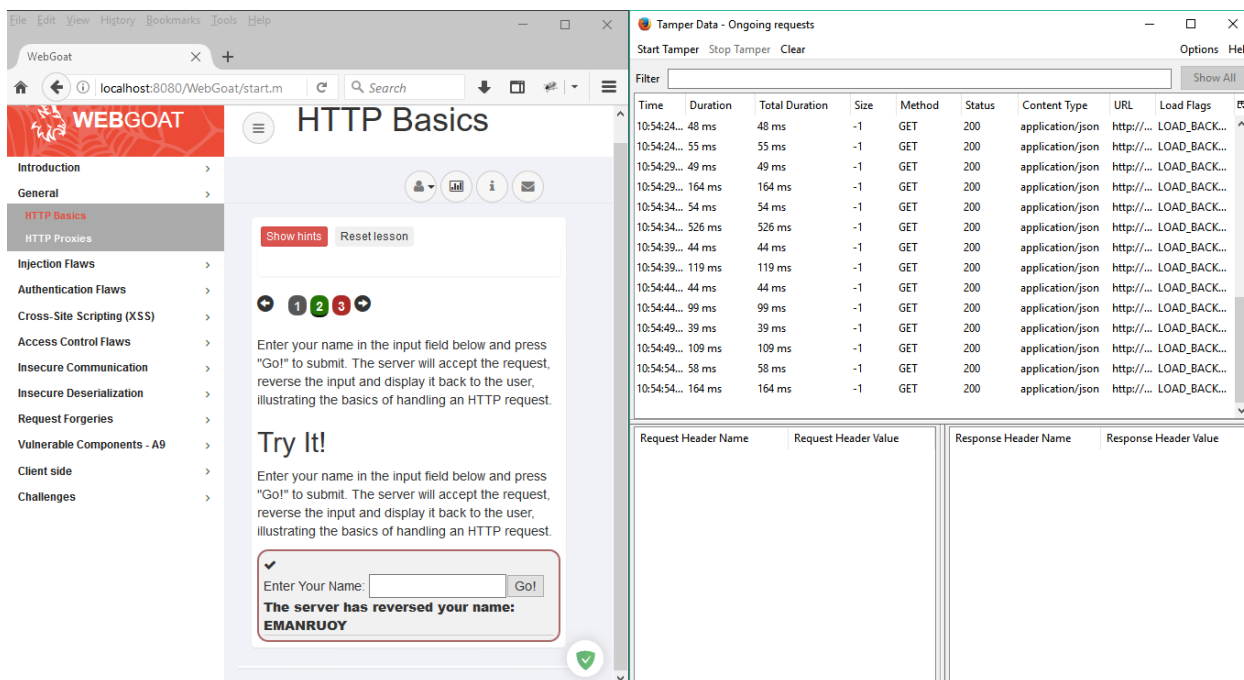 File Edit View History Bookmarks Tools Help
WebGoat
localhost:8080/WebGoat/start.m
Search
WEBGOAT
HTTP Basics
Introduction
General
HTTP Basics
HTTP Proxies
Injection Flaws
Authentication Flaws
Cross-Site Scripting (XSS)
Access Control Flaws
Insecure Communication
Insecure Deserialization
Request Forgeries
Vulnerable Components - A9
Client side
Challenges
Show hints Reset lesson
1 2 3
Enter your name in the input field below and press
"Go!" to submit. The server will accept the request,
reverse the input and display it back to the user,
illustrating the basics of handling an HTTP request.
Try It!
Enter your name in the input field below and press
"Go!" to submit. The server will accept the request,
reverse the input and display it back to the user,
illustrating the basics of handling an HTTP request.
Enter Your Name: Go!
The server has reversed your name:
EMANRUOY
Tamper Data - Ongoing requests
Start Tamper Stop Tamper Clear Options Hel
Filter Show All
Time Duration Total Duration Size Method Status Content Type URL Load Flags
10:54:24... 48 ms 48 ms -1 GET 200 application/json http://... LOAD_BACK...
10:54:24... 55 ms 55 ms -1 GET 200 application/json http://... LOAD_BACK...
10:54:29... 49 ms 49 ms -1 GET 200 application/json http://... LOAD_BACK...
10:54:29... 164 ms 164 ms -1 GET 200 application/json http://... LOAD_BACK...
10:54:34... 54 ms 54 ms -1 GET 200 application/json http://... LOAD_BACK...
10:54:34... 526 ms 526 ms -1 GET 200 application/json http://... LOAD_BACK...
10:54:39... 44 ms 44 ms -1 GET 200 application/json http://... LOAD_BACK...
10:54:39... 119 ms 119 ms -1 GET 200 application/json http://... LOAD_BACK...
10:54:44... 44 ms 44 ms -1 GET 200 application/json http://... LOAD_BACK...
10:54:44... 99 ms 99 ms -1 GET 200 application/json http://... LOAD_BACK...
10:54:49... 39 ms 39 ms -1 GET 200 application/json http://... LOAD_BACK...
10:54:49... 109 ms 109 ms -1 GET 200 application/json http://... LOAD_BACK...
10:54:54... 58 ms 58 ms -1 GET 200 application/json http://... LOAD_BACK...
10:54:54... 164 ms 164 ms -1 GET 200 application/json http://... LOAD_BACK...
Request Header Name Request Header Value Response Header Name Response Header Value